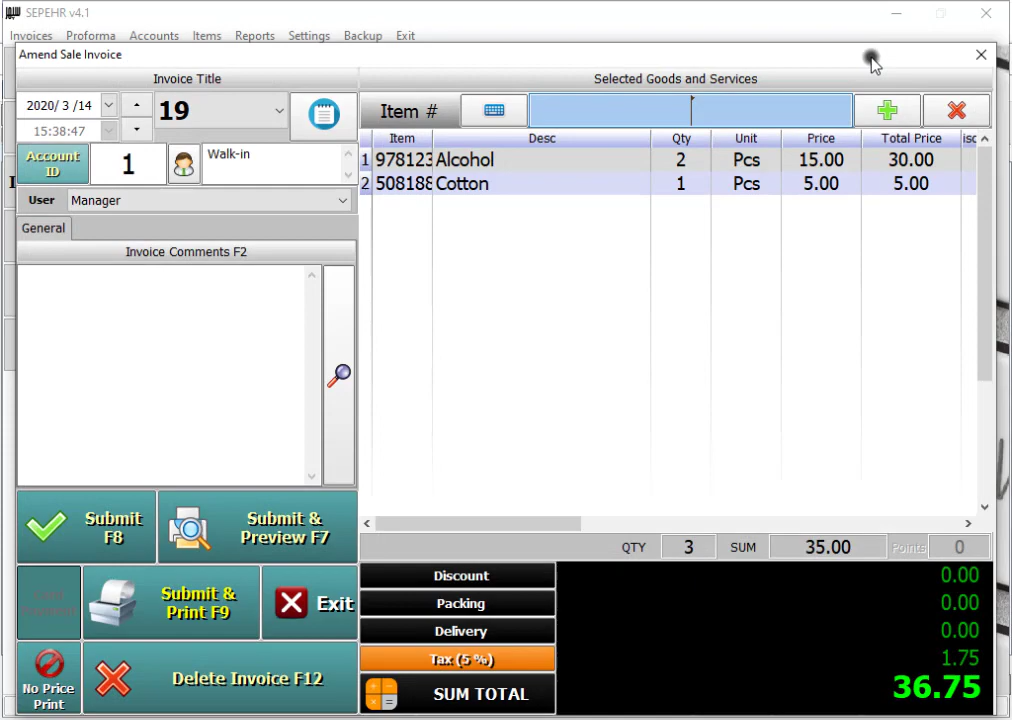 SEPEHR v4.1
Invoices Proforma Accounts Items Reports Settings Backup Exit
Amend Sale Invoice
Invoice Title
2020/ 3 /14
19
15:38:47
Account
ID
1
Walk-in
User Manager
General
Invoice Comments F2
Selected Goods and Services
Item #
Item Desc Qty Unit Price Total Price isc
1 978123 Alcohol 2 Pcs 15.00 30.00
2 508188 Cotton 1 Pcs 5.00 5.00
QTY 3 SUM 35.00 Points 0
Submit
F8
Submit &
Preview F7
Submit &
Print F9
Exit
No Price
Print
Delete Invoice F12
Discount 0.00
Packing 0.00
Delivery 0.00
Tax (5 %) 1.75
SUM TOTAL 36.75